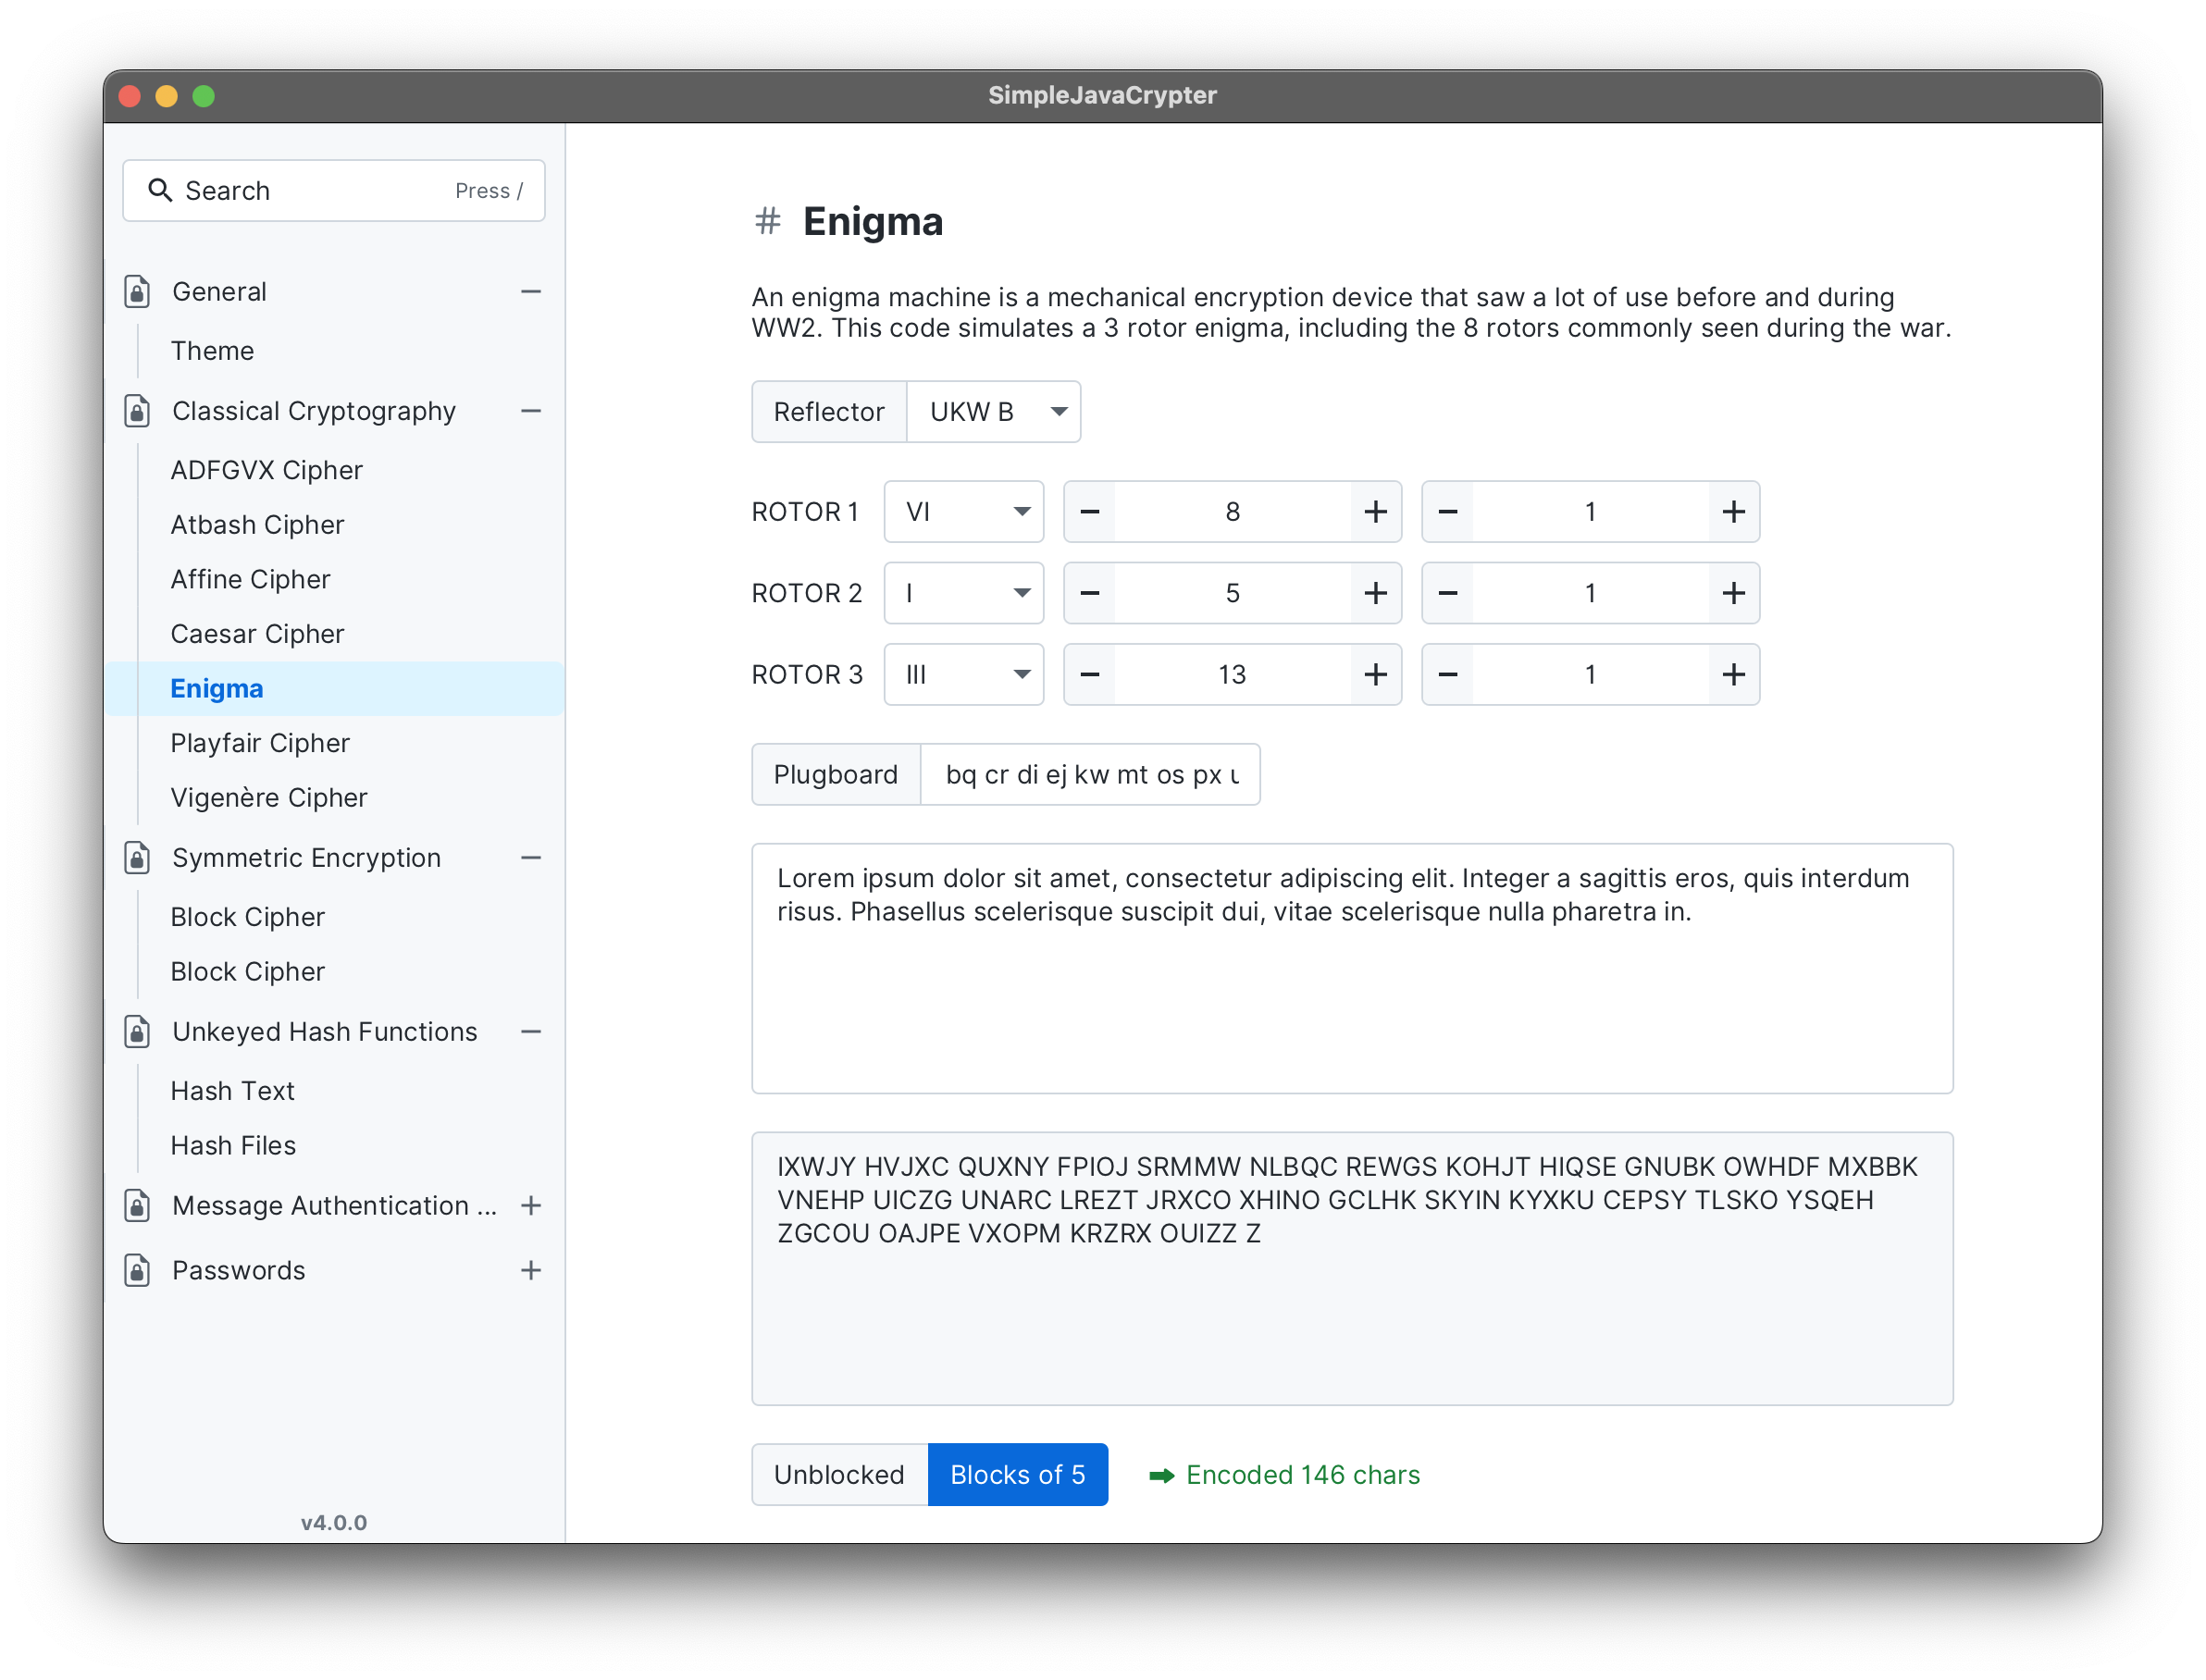 SimpleJavaCrypter
Search Press /
General
Theme
Classical Cryptography
ADFGVX Cipher
Atbash Cipher
Affine Cipher
Caesar Cipher
Enigma
Playfair Cipher
Vigenère Cipher
Symmetric Encryption
Block Cipher
Block Cipher
Unkeyed Hash Functions
Hash Text
Hash Files
Message Authentication ...
Passwords
v4.0.0
# Enigma
An enigma machine is a mechanical encryption device that saw a lot of use before and during
WW2. This code simulates a 3 rotor enigma, including the 8 rotors commonly seen during the war.
Reflector UKW B
ROTOR 1 VI − 8 + − 1 +
ROTOR 2 I − 5 + − 1 +
ROTOR 3 III − 13 + − 1 +
Plugboard bq cr di ej kw mt os px
Lorem ipsum dolor sit amet, consectetur adipiscing elit. Integer a sagittis eros, quis interdum
risus. Phasellus scelerisque suscipit dui, vitae scelerisque nulla pharetra in.
IXWJY HVJXC QUXNY FPIOJ SRMMW NLBQC REWGS KOHJT HIQSE GNUBK OWHDF MXBBK
VNEHP UICZG UNARC LREZT JRXCO XHINO GCLHK SKYIN KYXKU CEPSY TLSKO YSQEH
ZGCOU OAJPE VXOPM KRZRX OUIZZ Z
Unblocked Blocks of 5 Encoded 146 chars